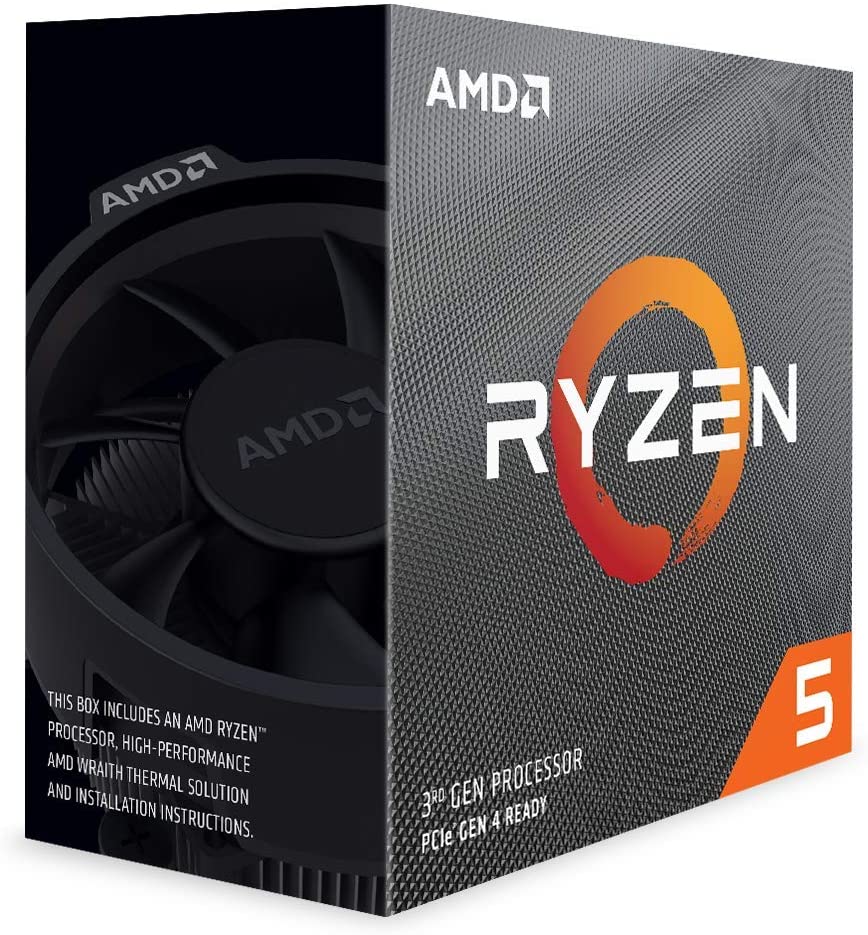 AMD
AMD
THIS BOX INCLUDES AN AMD RYZEN™
PROCESSOR, HIGH-PERFORMANCE
AMD WRAITH THERMAL SOLUTION
AND INSTALLATION INSTRUCTIONS.
AMD
RYZEN
5
3RD GEN PROCESSOR
PCIe GEN 4 READY